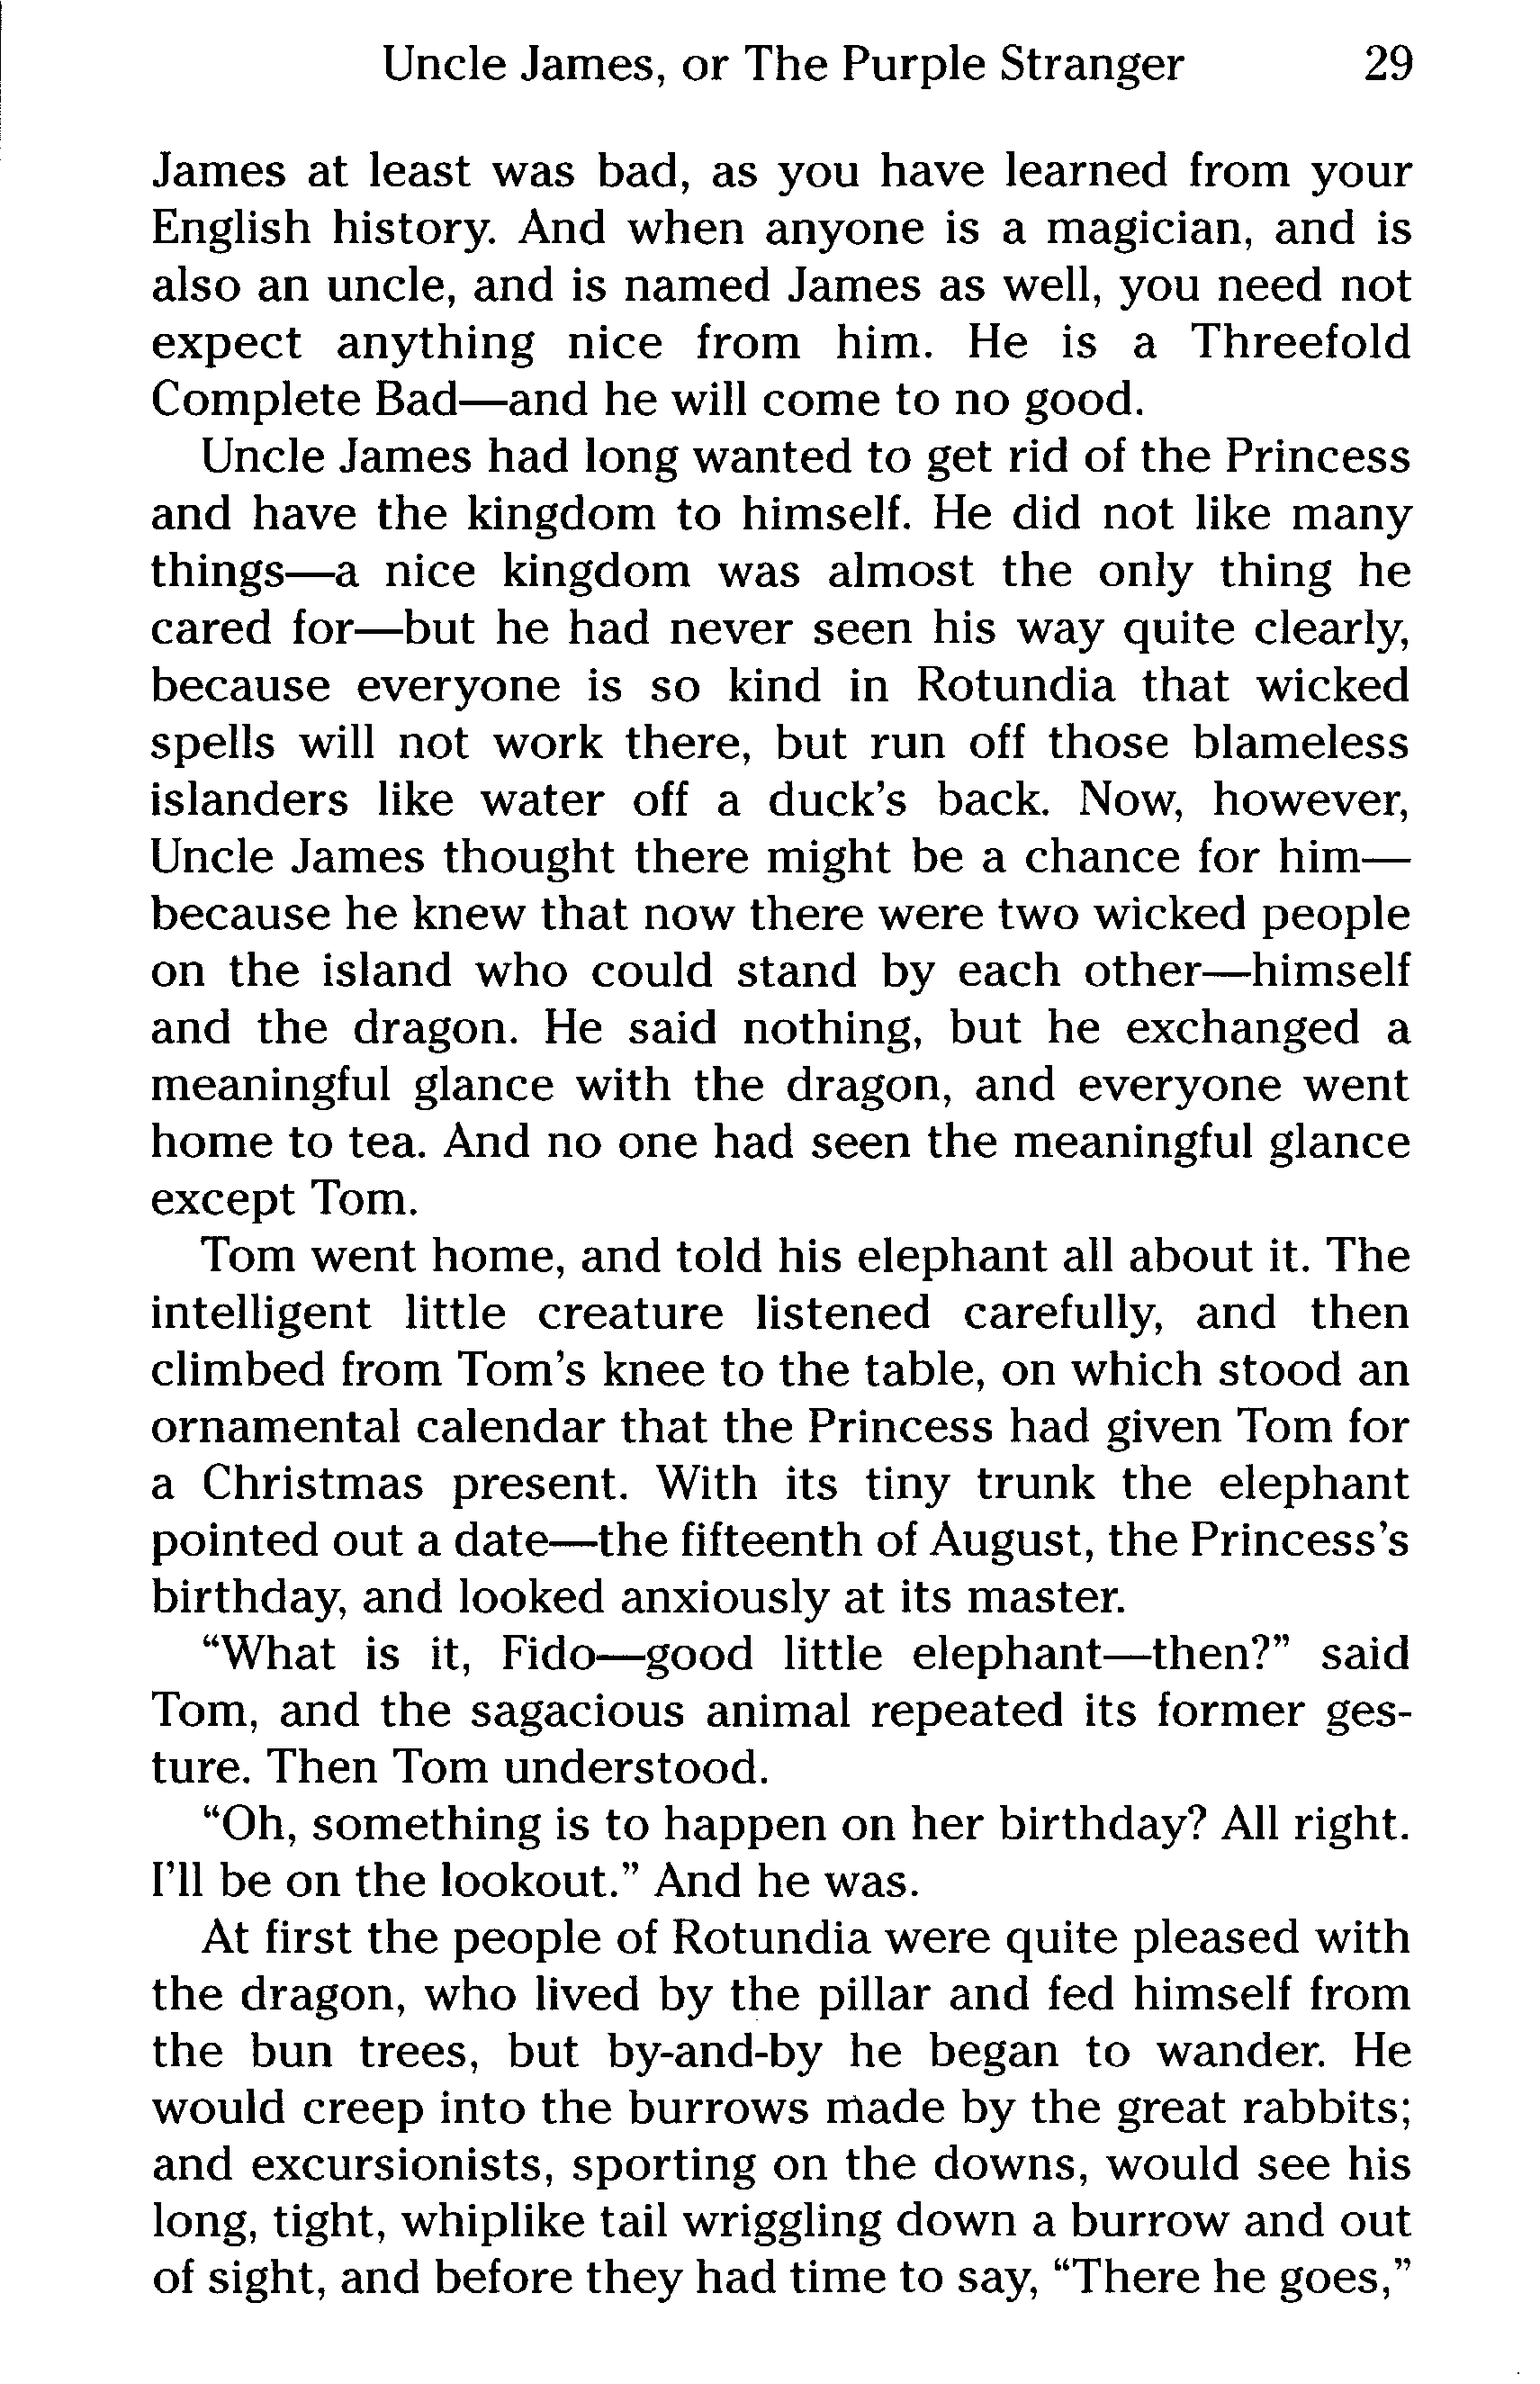 Uncle James, or The Purple Stranger 29
James at least was bad, as you have learned from your
English history. And when anyone is a magician, and is
also an uncle, and is named James as well, you need not
expect anything nice from him. He is a Threefold
Complete Bad—and he will come to no good.
Uncle James had long wanted to get rid of the Princess
and have the kingdom to himself. He did not like many
things—a nice kingdom was almost the only thing he
cared for—but he had never seen his way quite clearly,
because everyone is so kind in Rotundia that wicked
spells will not work there, but run off those blameless
islanders like water off a duck's back. Now, however,
Uncle James thought there might be a chance for him—
because he knew that now there were two wicked people
on the island who could stand by each other—himself
and the dragon. He said nothing, but he exchanged a
meaningful glance with the dragon, and everyone went
home to tea. And no one had seen the meaningful glance
except Tom.
Tom went home, and told his elephant all about it. The
intelligent little creature listened carefully, and then
climbed from Tom's knee to the table, on which stood an
ornamental calendar that the Princess had given Tom for
a Christmas present. With its tiny trunk the elephant
pointed out a date—the fifteenth of August, the Princess's
birthday, and looked anxiously at its master.
“What is it, Fido—good little elephant—then?” said
Tom, and the sagacious animal repeated its former ges-
ture. Then Tom understood.
“Oh, something is to happen on her birthday? All right.
I'll be on the lookout.” And he was.
At first the people of Rotundia were quite pleased with
the dragon, who lived by the pillar and fed himself from
the bun trees, but by-and-by he began to wander. He
would creep into the burrows made by the great rabbits;
and excursionists, sporting on the downs, would see his
long, tight, whiplike tail wriggling down a burrow and out
of sight, and before they had time to say, “There he goes,”